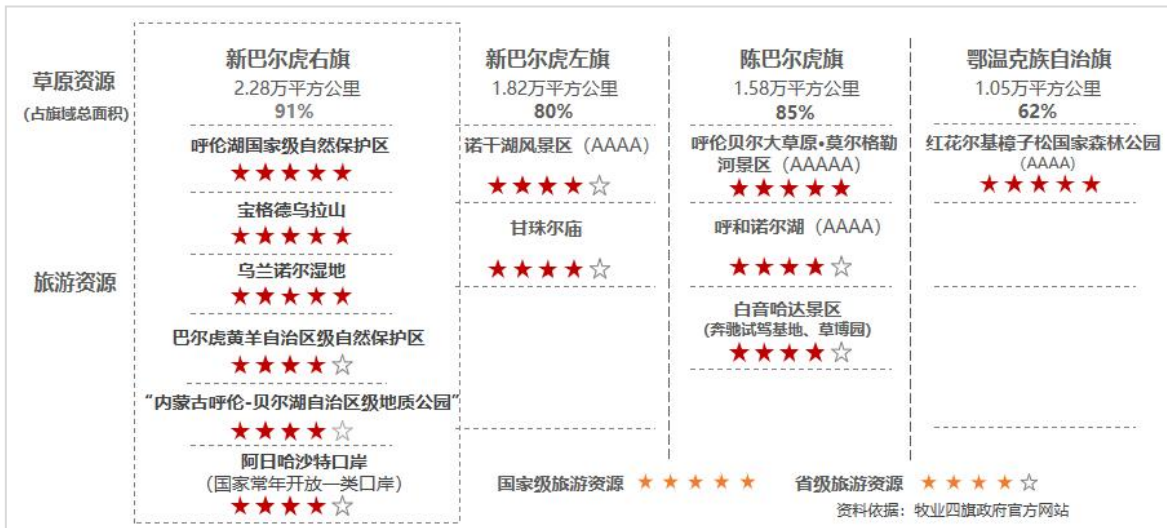 草原资源
(占旗域总面积)
新巴尔虎右旗
2.28万平方公里
91%
新巴尔虎左旗
1.82万平方公里
80%
陈巴尔虎旗
1.58万平方公里
85%
鄂温克族自治旗
1.05万平方公里
62%
旅游资源
呼伦湖国家级自然保护区
★★★★★
宝格德乌拉山
★★★★★
乌兰诺尔湿地
★★★★★
巴尔虎黄羊自治区级自然保护区
★★★★☆
“内蒙古呼伦-贝尔湖自治区级地质公园”
★★★★☆
阿日哈沙特口岸
（国家常年开放一类口岸）
★★★★☆
诺干湖风景区（AAAA）
★★★★☆
甘珠尔庙
★★★★☆
呼伦贝尔大草原•莫尔格勒
河景区（AAAAA）
★★★★★
呼和诺尔湖（AAAA）
★★★★☆
白音哈达景区
(奔驰试驾基地、草博园)
★★★★☆
红花尔基樟子松国家森林公园
(AAAA)
★★★★★
国家级旅游资源 ★★★★★
省级旅游资源 ★★★★☆
资料依据：牧业四旗政府官方网站